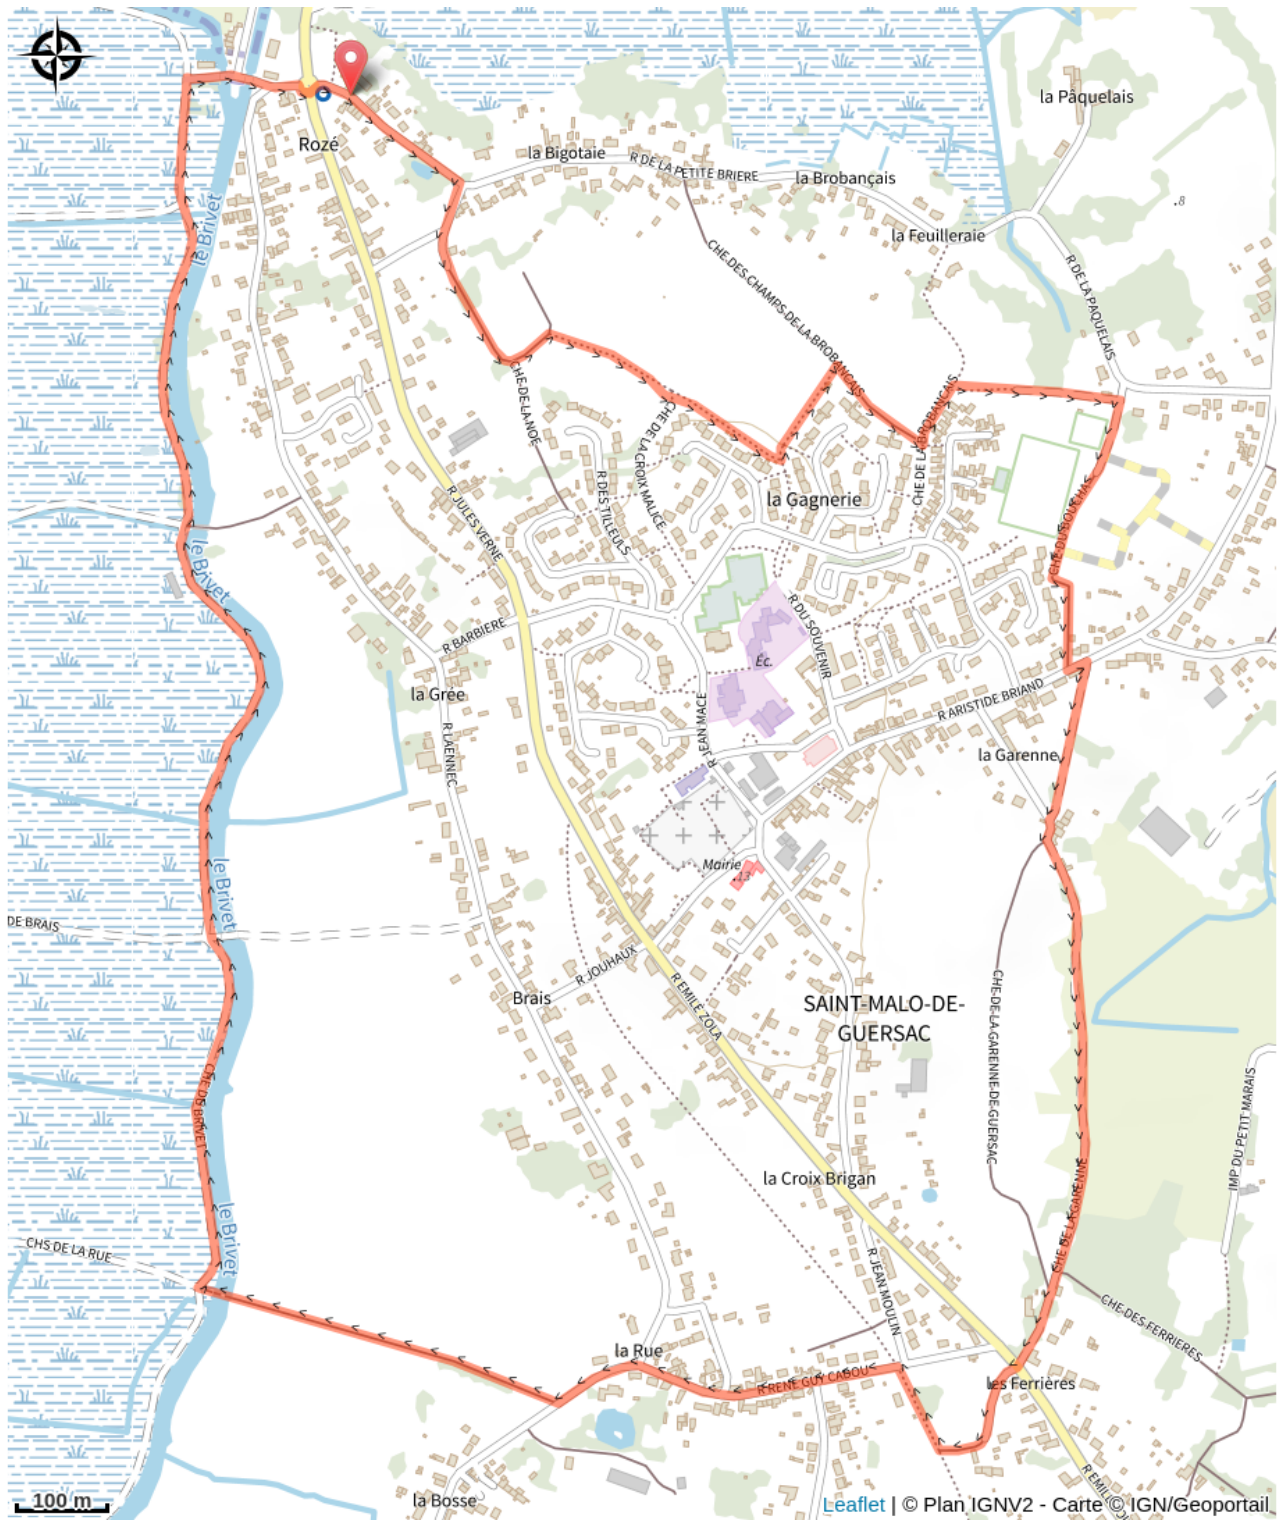 la Pâquelais
Rozé
la Bigotaie
R DE LA PETITE BRIERE
la Brobançais
.8
le Brivet
la Feuilleraie
CHE DES CHAMPS-DE-LA-BROBANCAIS
R DE LA PAQUELAIS
CHE-DE-LA-NOE
CHE DE LA CROIX MALICE
CHE DE LA BROBANCAIS
R DES TILLEULS
la Gagnerie
R JULES VERNE
CHE DU BOUCHAS
le Brivet
R BARBIERE
R DU SOUVENIR
Éc.
la Grée
R JEAN MACE
R ARISTIDE BRIAND
R LAENNEC
la Garenne
Mairie
.13
le Brivet
DE BRAIS
R JOUHAUX
Brais
R EMILE ZOLA
SAINT-MALO-DE-
GUERSAC
CHE-DE-LA-GARENNE-DE-GUERSAC
CHE DU BRIVET
IMP DU PETIT MARAIS
la Croix Brigan
CHE DE LA GARENNE
le Brivet
CHS DE LA RUE
R JEAN MOULIN
CHE-DES-FERRIERES
la Rue
R RENE GUY CADOU
les Ferrières
la Bosse
100 m
Leaflet | © Plan IGNV2 - Carte © IGN/Geoportail